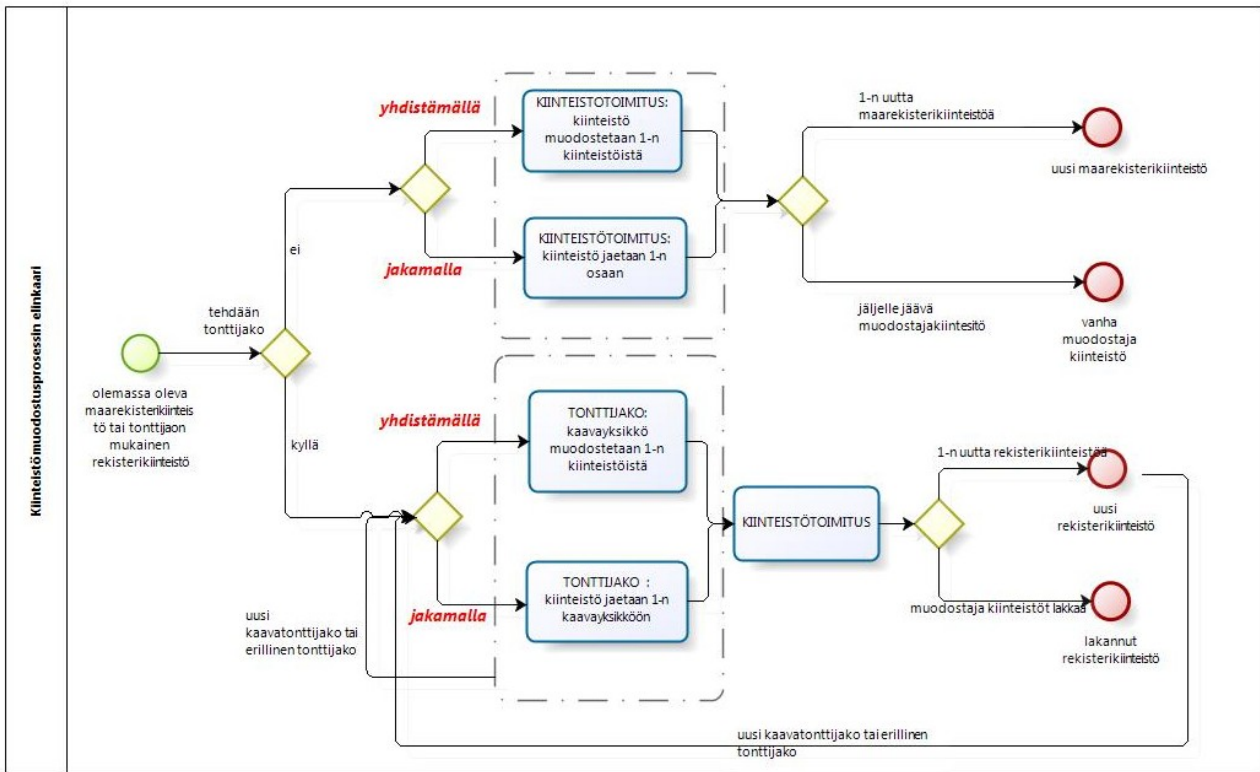 Kiinteistömuodostusprosessin elinkaari
olemassa oleva
maarekisterikiinteis
tö tai tonttijaon
mukainen
rekisterikiinteistö
tehdään
tonttijako
ei
kyllä
yhdistämällä
jakamalla
KIINTEISTOTOIMITUS:
kiinteistö
muodostetaan 1-n
kiinteistöistä
KIINTEISTÖTOIMITUS:
kiinteistö jaetaan 1-n
osaan
1-n uutta
maarekisterikiinteistöä
uusi maarekisterikiinteistö
jäljelle jäävä
muodostajakiintesitö
vanha
muodostaja
kiinteistö
yhdistämällä
jakamalla
TONTTIJAKO:
kaavayksikkö
muodostetaan 1-n
kiinteistöistä
TONTTIJAKO :
kiinteistö jaetaan 1-n
kaavayksikköön
uusi
kaavatonttijako tai
erillinen tonttijako
KIINTEISTÖTOIMITUS
1-n uutta rekisterikiinteistöä
uusi
rekisterikiinteistö
muodostaja kiinteistöt lakkaa
lakannut
rekisterikiinteistö
uusi kaavatonttijako tai erillinen
tonttijako